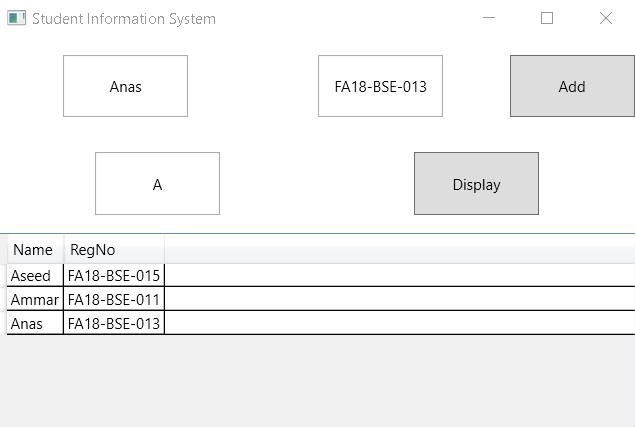 Student Information System
Anas FA18-BSE-013 Add
A Display
Name RegNo
Aseed FA18-BSE-015
Ammar FA18-BSE-011
Anas FA18-BSE-013